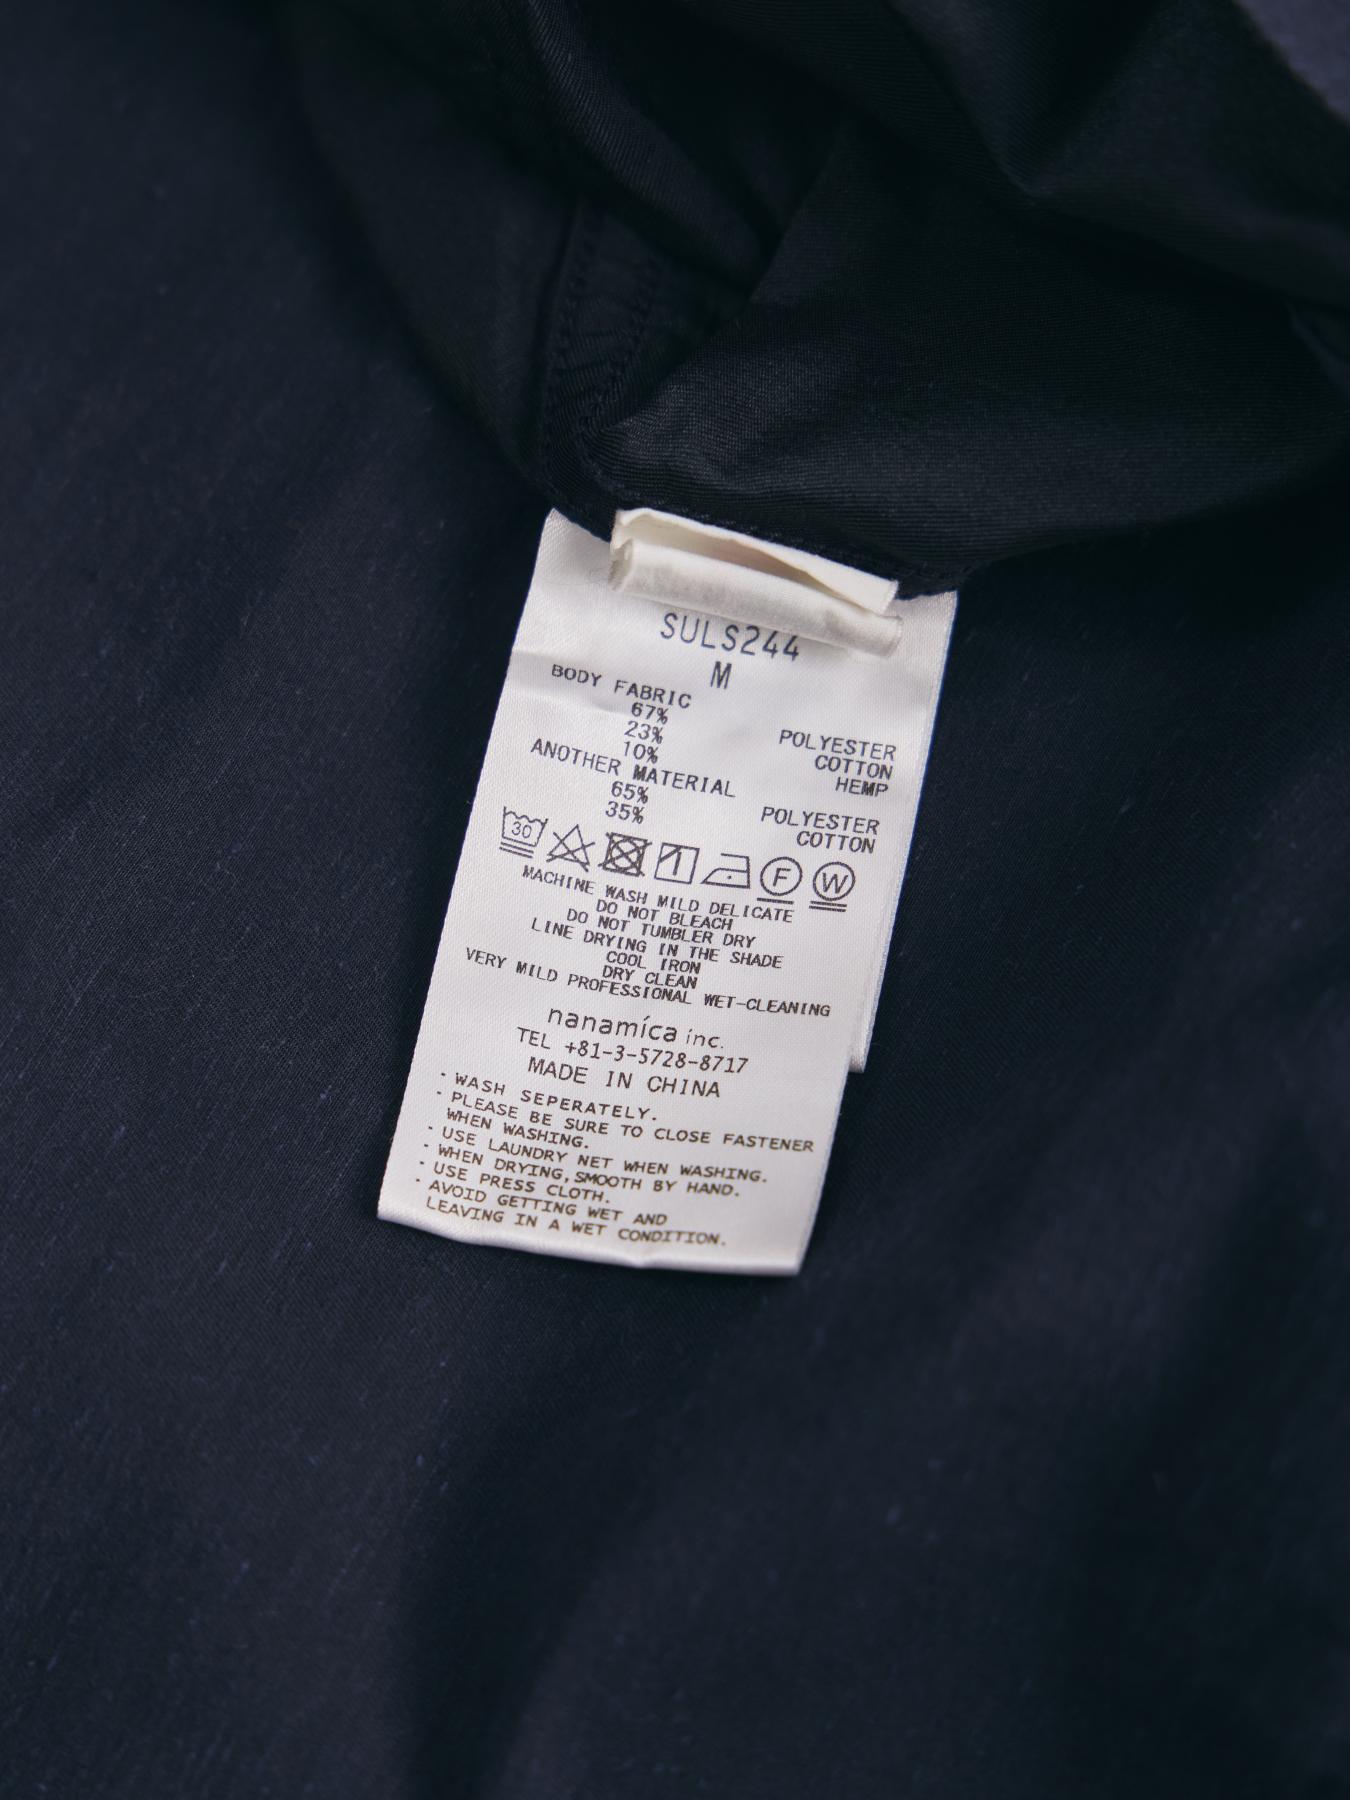 SULS244
M
BODY FABRIC
67% POLYESTER
23% COTTON
10% HEMP
ANOTHER MATERIAL
65% POLYESTER
35% COTTON
30 1 F W
MACHINE WASH MILD DELICATE
DO NOT BLEACH
DO NOT TUMBLER DRY
LINE DRYING IN THE SHADE
COOL IRON
DRY CLEAN
VERY MILD PROFESSIONAL WET-CLEANING
nanamíca inc.
TEL +81-3-5728-8717
MADE IN CHINA
· WASH SEPERATELY.
· PLEASE BE SURE TO CLOSE FASTENER
WHEN WASHING.
· USE LAUNDRY NET WHEN WASHING.
· WHEN DRYING, SMOOTH BY HAND.
· USE PRESS CLOTH.
· AVOID GETTING WET AND
LEAVING IN A WET CONDITION.